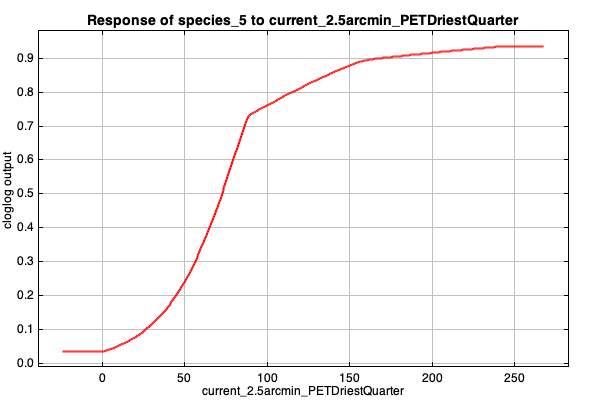 Response of species_5 to current_2.5arcmin_PETDriestQuarter
cloglog output
0.9
0.8
0.7
0.6
0.5
0.4
0.3
0.2
0.1
0.0
0 50 100 150 200 250
current_2.5arcmin_PETDriestQuarter